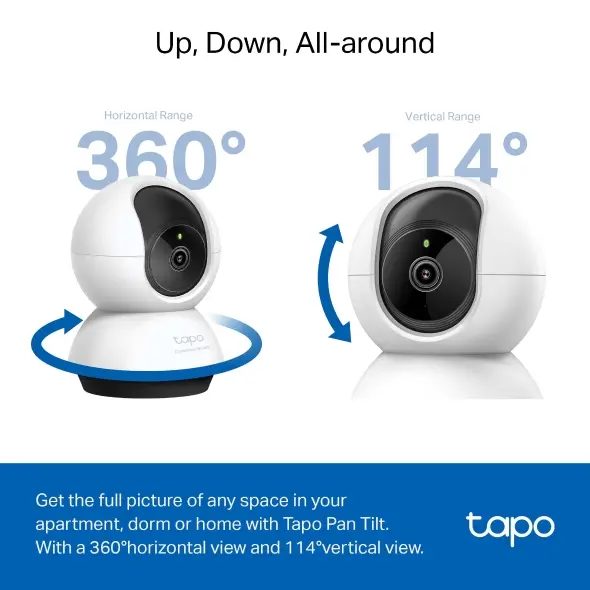 Up, Down, All-around
Horizontal Range
360°
Vertical Range
114°
tapo
Get the full picture of any space in your
apartment, dorm or home with Tapo Pan Tilt.
With a 360°horizontal view and 114°vertical view.
tapo